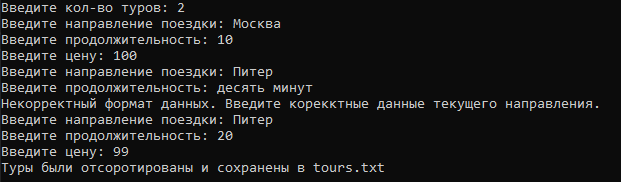 Введите кол-во туров: 2
Введите направление поездки: Москва
Введите продолжительность: 10
Введите цену: 100
Введите направление поездки: Питер
Введите продолжительность: десять минут
Некорректный формат данных. Введите корекктные данные текущего направления.
Введите направление поездки: Питер
Введите продолжительность: 20
Введите цену: 99
Туры были отсоротированы и сохранены в tours.txt